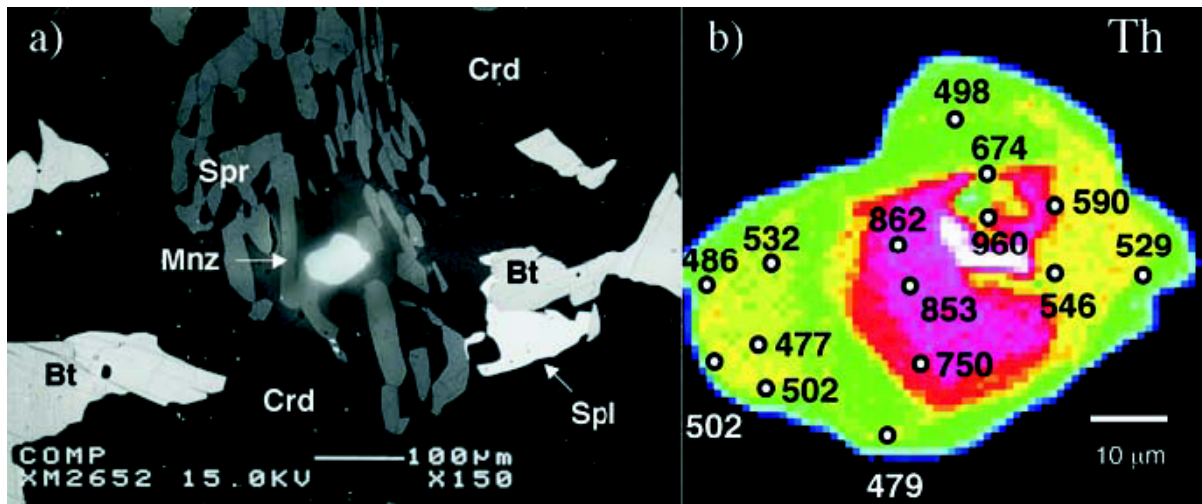 a)
Crd
Spr
Mnz
Bt
Bt
Crd
Spl
COMP 100µm
XM2652 15.0KV X150
b) Th
498
674
590
862
532
960
529
486
546
853
477
750
502
502
10 µm
479